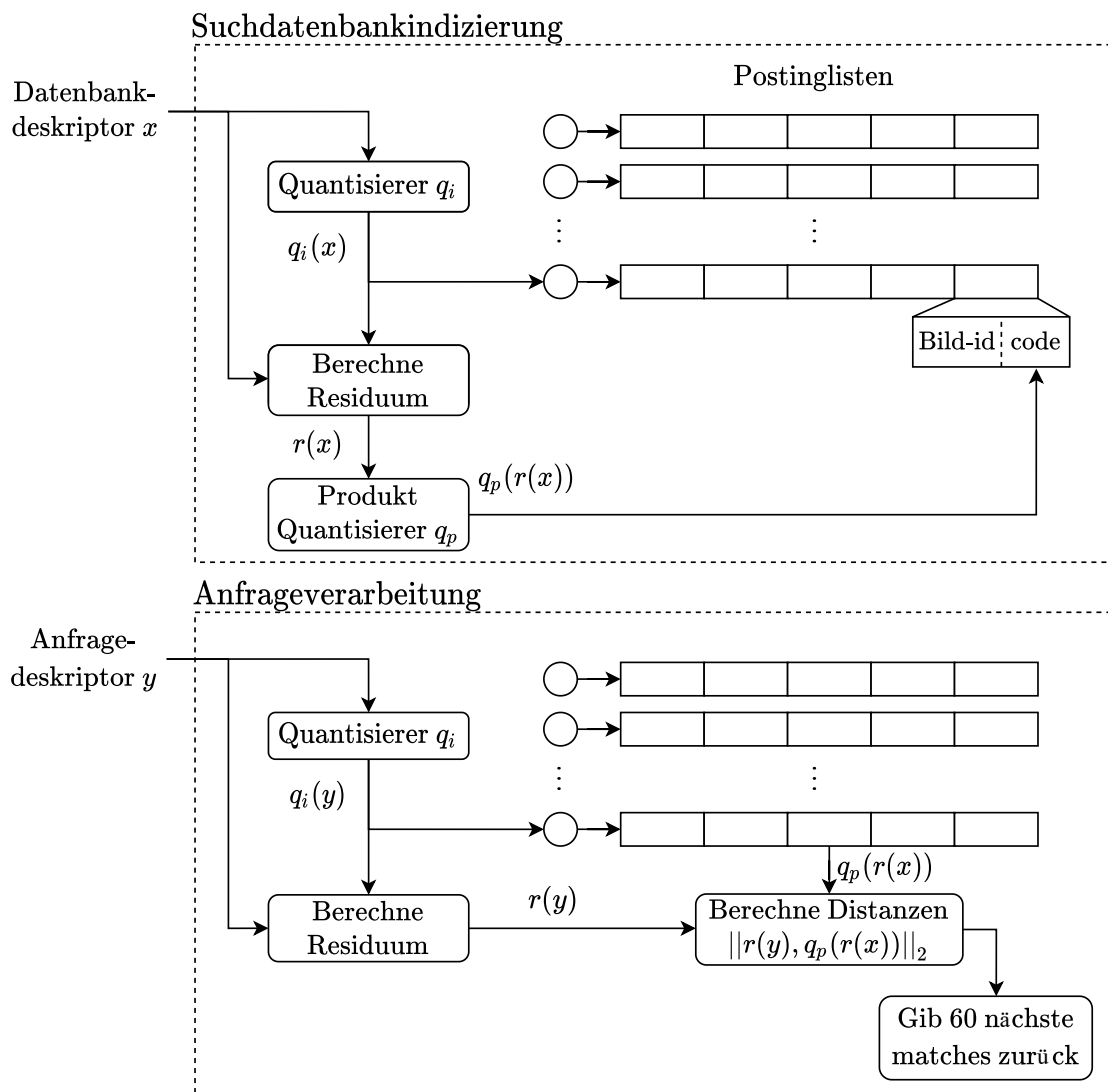 Suchdatenbankindizierung
Datenbank-
deskriptor x
Postinglisten
Quantisierer q_i
q_i(x)
Bild-id code
Berechne
Residuum
r(x)
q_p(r(x))
Produkt
Quantisierer q_p
Anfrageverarbeitung
Anfrage-
deskriptor y
Quantisierer q_i
q_i(y)
q_p(r(x))
r(y)
Berechne
Residuum
Berechne Distanzen
||r(y), q_p(r(x))||_2
Gib 60 nächste
matches zurück